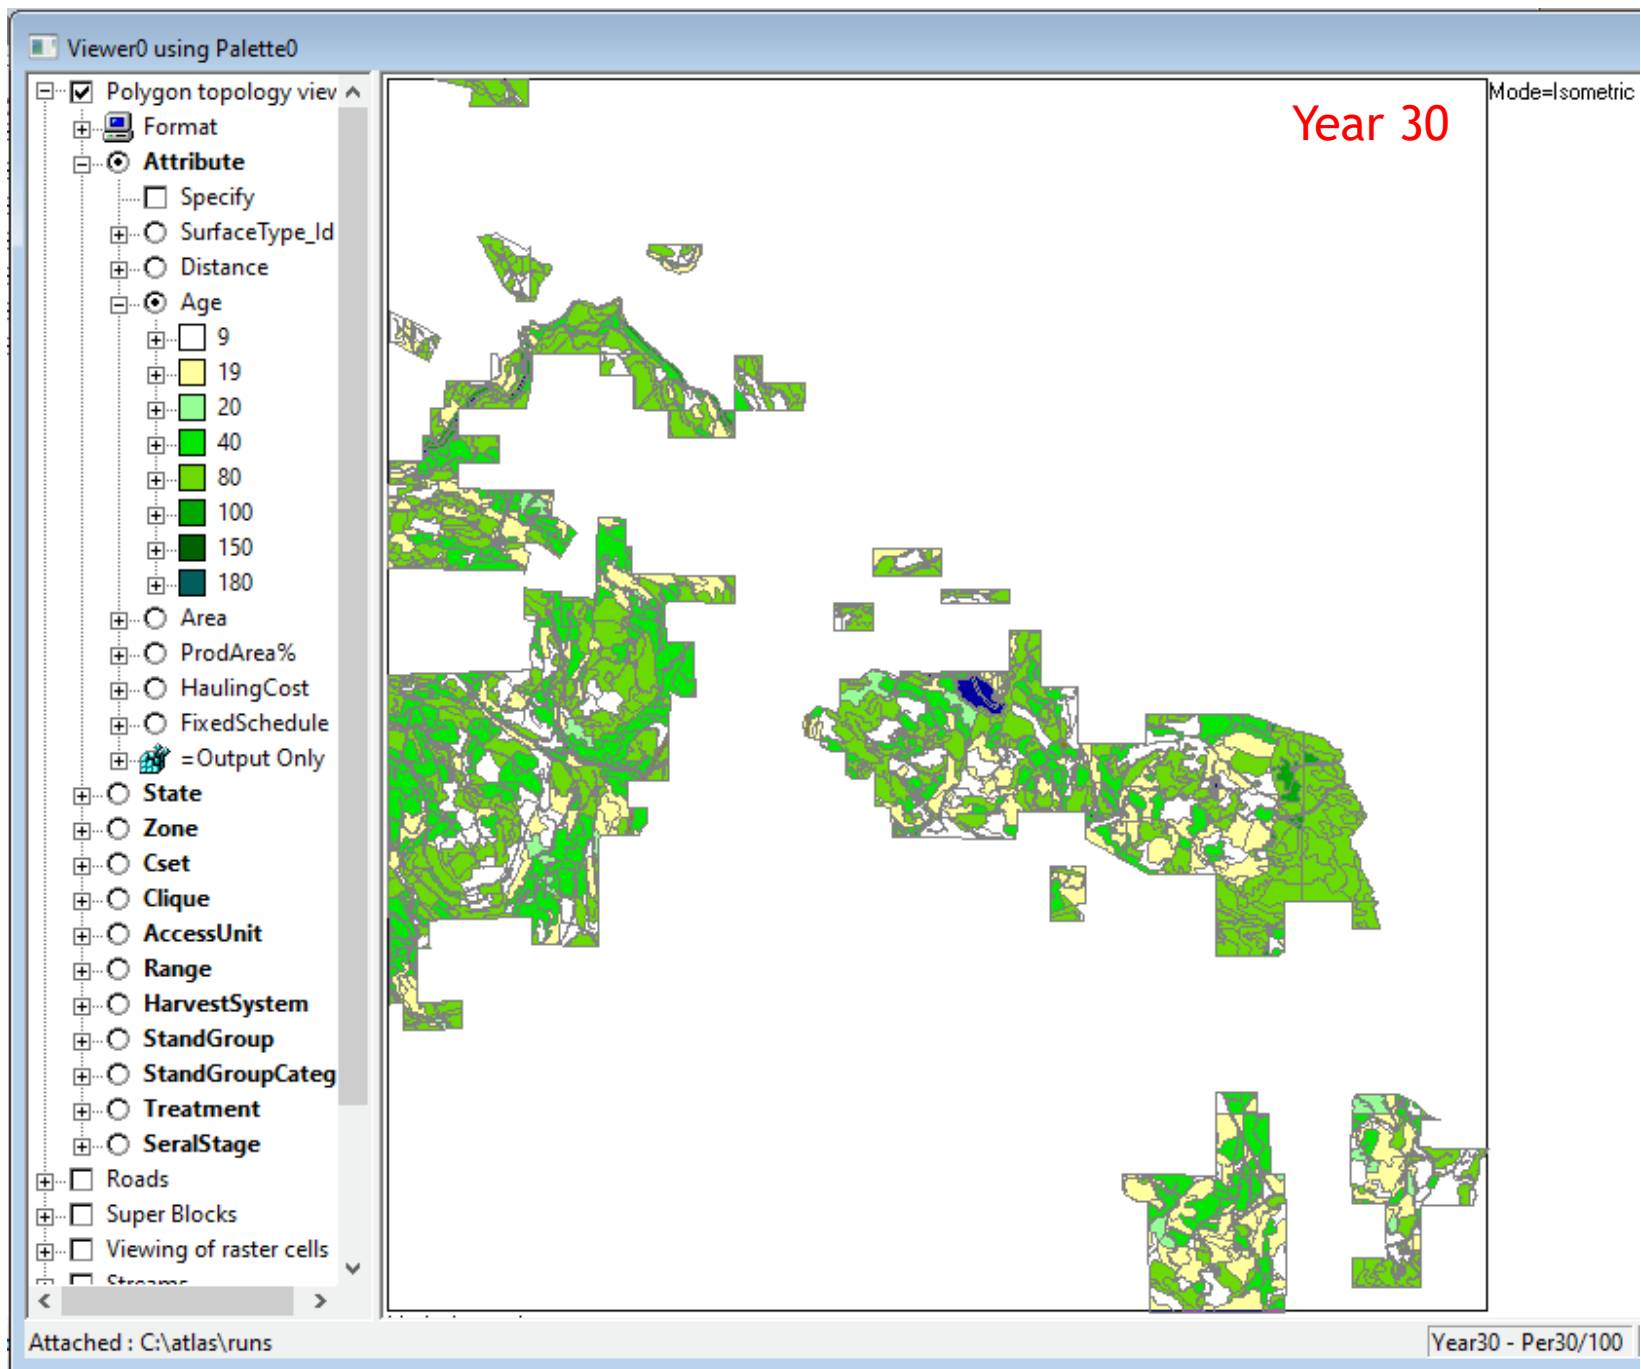 Viewer0 using Palette0
Polygon topology view
Mode=Isometric
Year 30
Format
Attribute
Specify
SurfaceType_Id
Distance
Age
9
19
20
40
80
100
150
180
Area
ProdArea%
HaulingCost
FixedSchedule
=Output Only
State
Zone
Cset
Clique
AccessUnit
Range
HarvestSystem
StandGroup
StandGroupCateg
Treatment
SeralStage
Roads
Super Blocks
Viewing of raster cells
Streams
Attached : C:\atlas\runs
Year30 - Per30/100